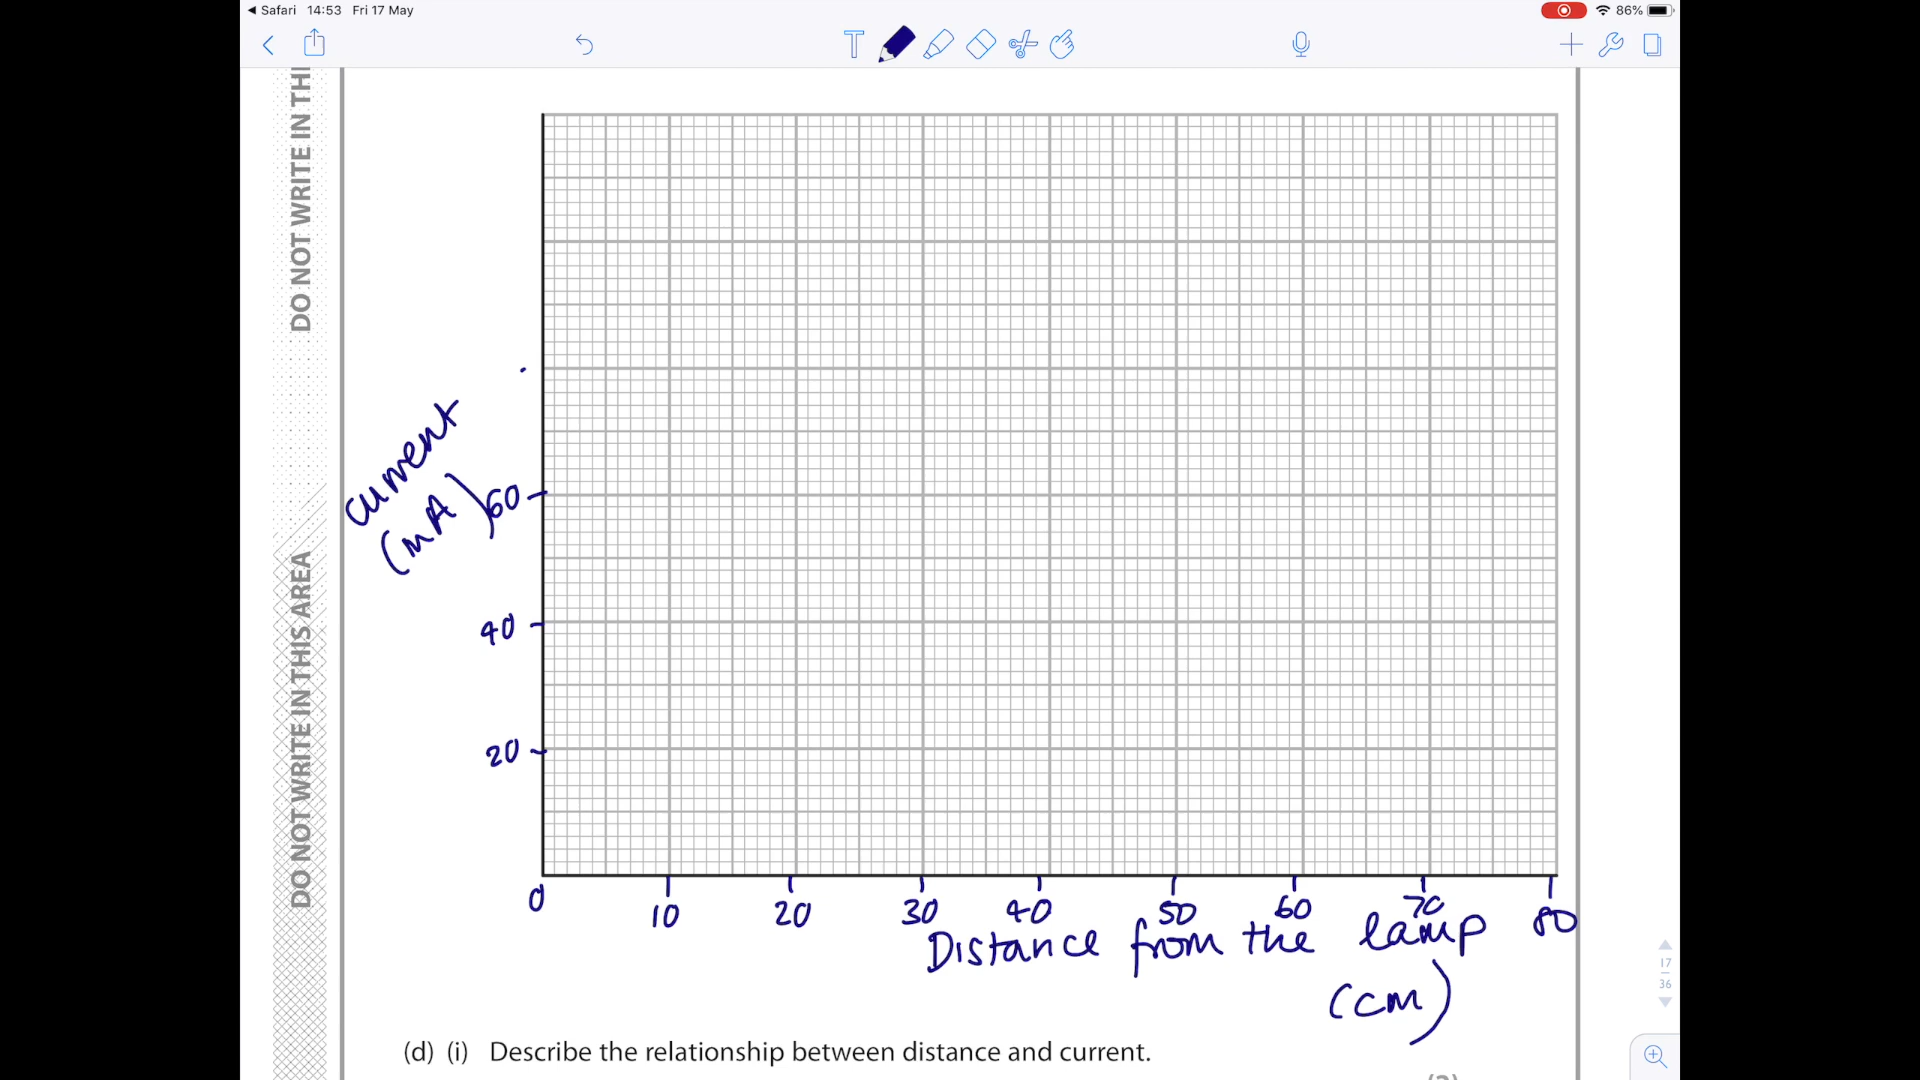 Safari 14:53 Fri 17 May
86%
T
DO NOT WRITE IN THI
DO NOT WRITE IN THIS AREA
current
(mA)
60
40
20
0
10 20 30 40 50 60 70 80
Distance from the lamp
(cm)
17
36
(d) (i) Describe the relationship between distance and current.